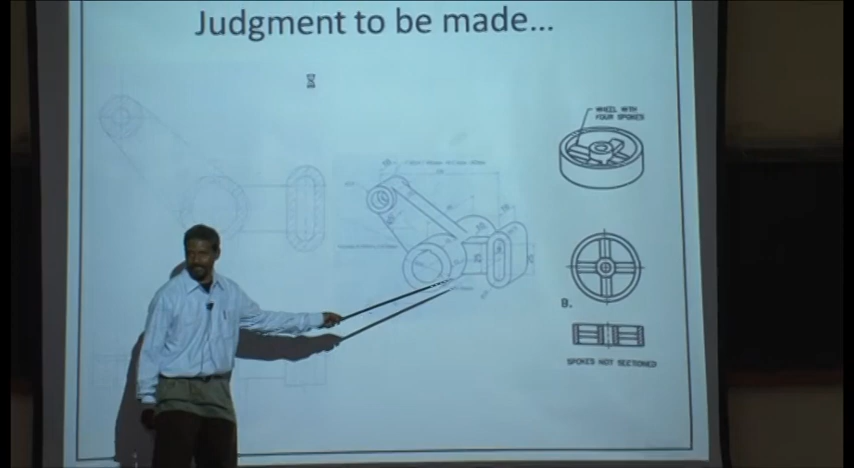 Judgment to be made...
WHEEL WITH
FOUR SPOKES
B.
SPOKES NOT SECTIONED